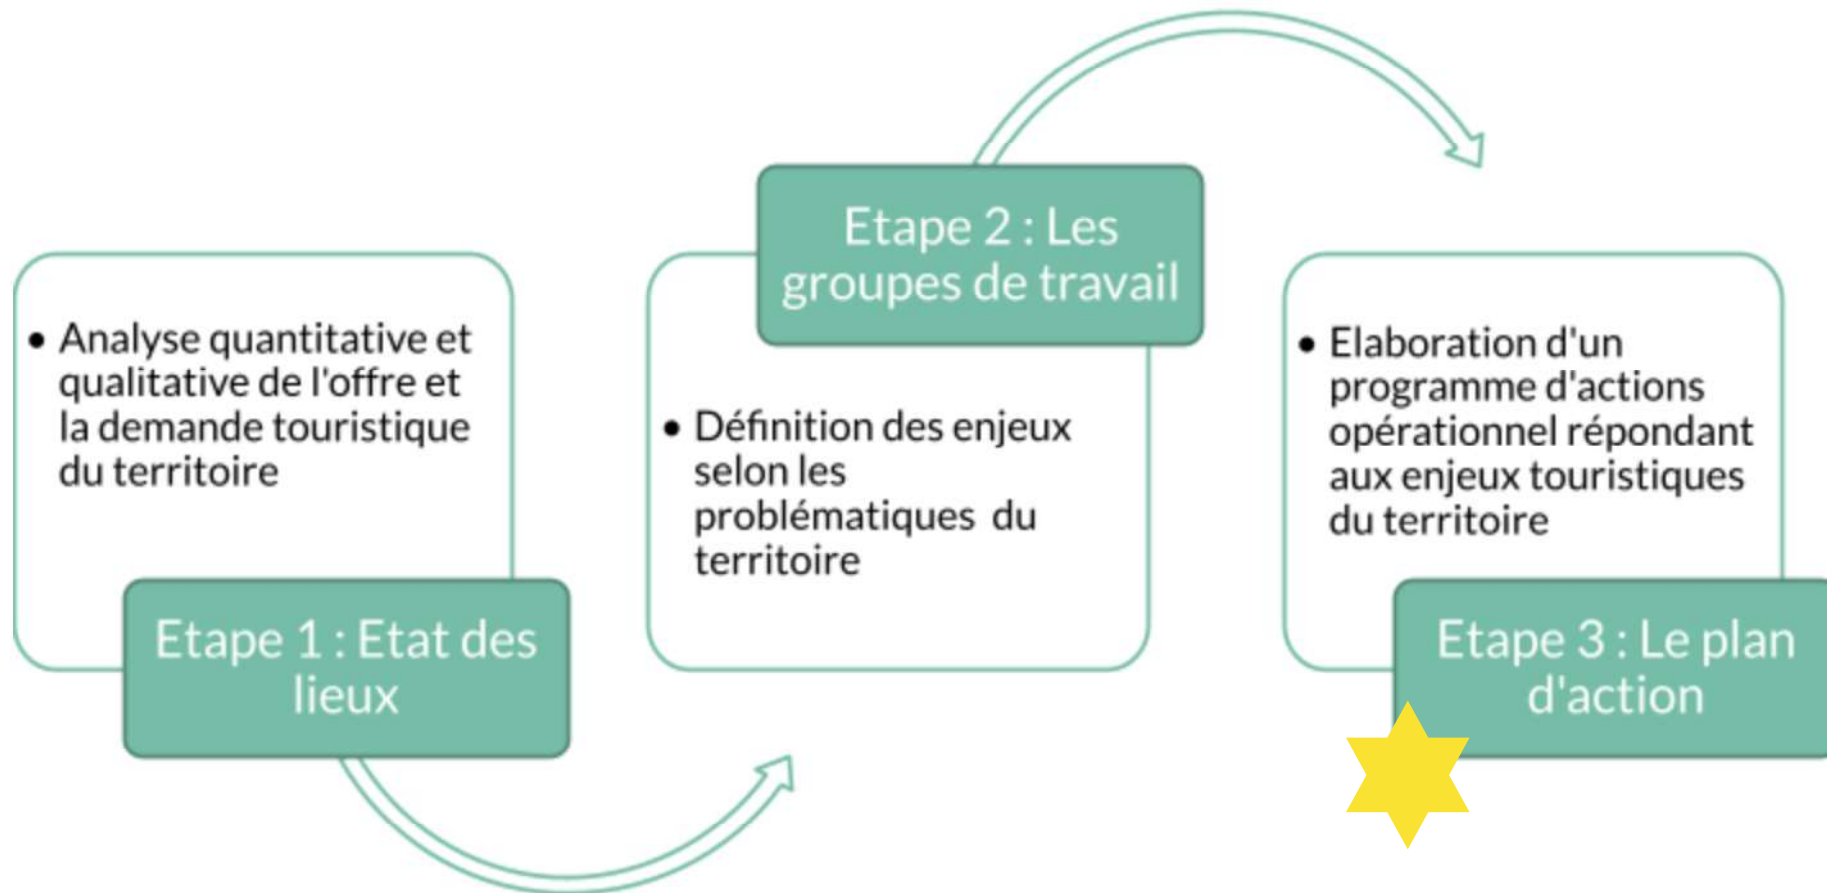 • Analyse quantitative et
qualitative de l'offre et
la demande touristique
du territoire
Etape 1 : Etat des
lieux
Etape 2 : Les
groupes de travail
• Définition des enjeux
selon les
problématiques du
territoire
• Elaboration d'un
programme d'actions
opérationnel répondant
aux enjeux touristiques
du territoire
Etape 3 : Le plan
d'action